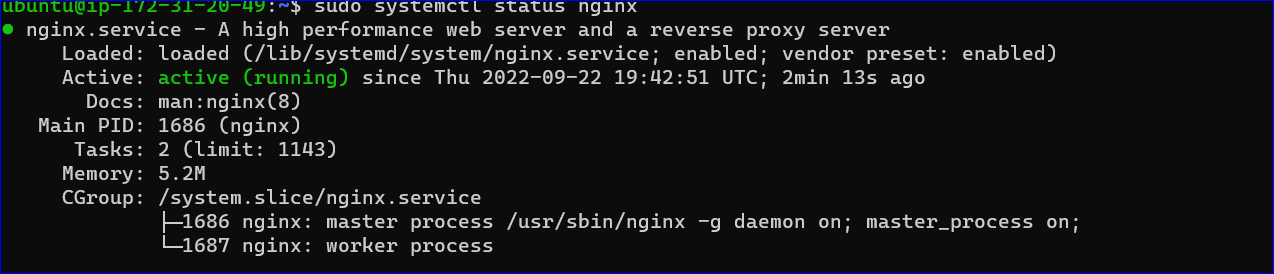 ubuntu@ip-172-31-20-49:~$ sudo systemctl status nginx
● nginx.service - A high performance web server and a reverse proxy server
     Loaded: loaded (/lib/systemd/system/nginx.service; enabled; vendor preset: enabled)
     Active: active (running) since Thu 2022-09-22 19:42:51 UTC; 2min 13s ago
       Docs: man:nginx(8)
   Main PID: 1686 (nginx)
      Tasks: 2 (limit: 1143)
     Memory: 5.2M
     CGroup: /system.slice/nginx.service
             ├─1686 nginx: master process /usr/sbin/nginx -g daemon on; master_process on;
             └─1687 nginx: worker process